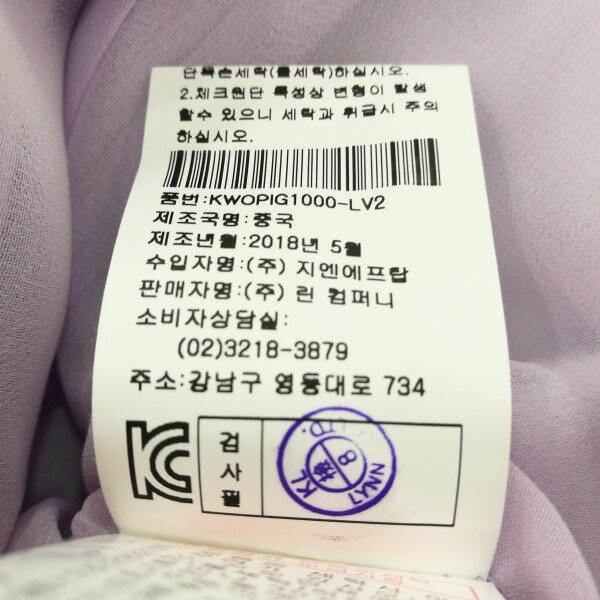 단독손세탁(물세탁)하십시오.
2.체크원단 특성상 변형이 발생
할수 있으니 세탁과 취급시 주의
하십시오.
품번:KWOPIG1000-LV2
제조국명:중국
제조년월:2018년 5월
수입자명:(주) 지엔에프랍
판매자명:(주) 린 컴퍼니
소비자상담실:
(02)3218-3879
주소:강남구 영동대로 734
검
사
필
LTD.
KL
8